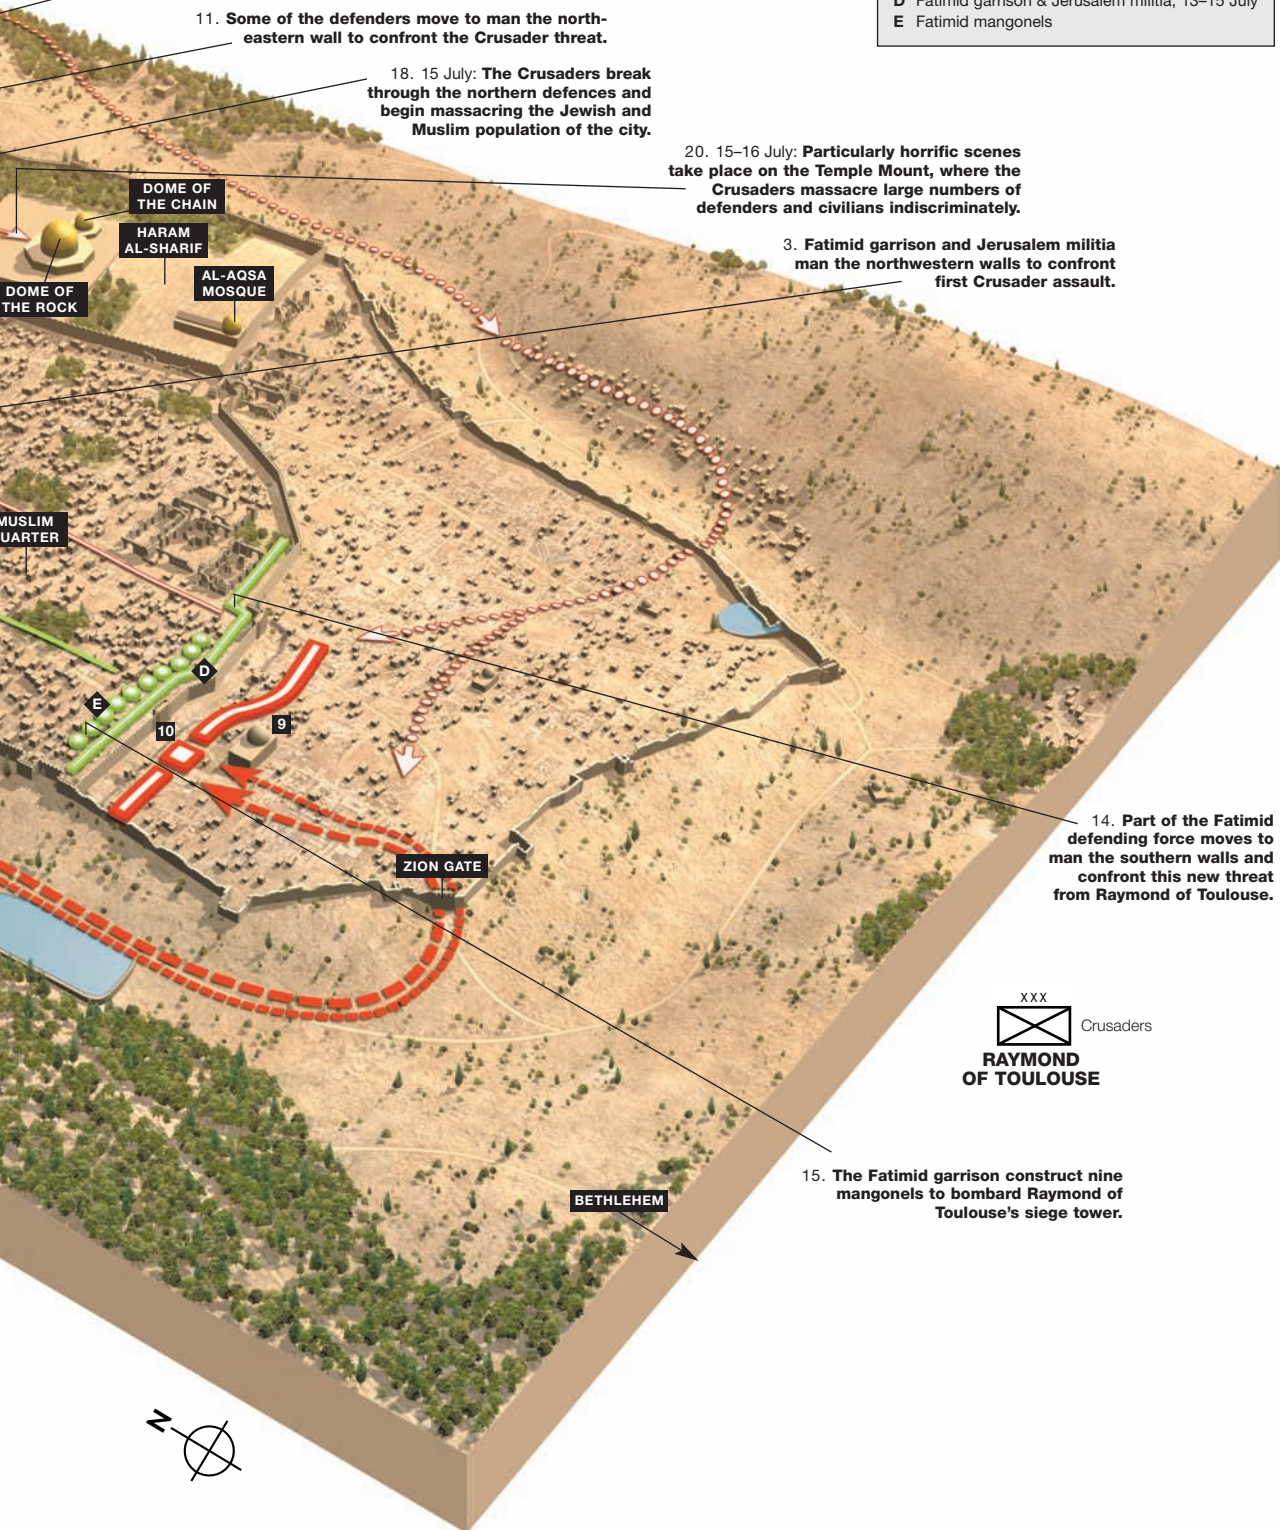 D Fatimid garrison & Jerusalem militia, 13–15 July
E Fatimid mangonels
11. Some of the defenders move to man the north-
eastern wall to confront the Crusader threat.
18. 15 July: The Crusaders break
through the northern defences and
begin massacring the Jewish and
Muslim population of the city.
20. 15–16 July: Particularly horrific scenes
take place on the Temple Mount, where the
Crusaders massacre large numbers of
defenders and civilians indiscriminately.
DOME OF
THE CHAIN
HARAM
AL-SHARIF
3. Fatimid garrison and Jerusalem militia
man the northwestern walls to confront
first Crusader assault.
AL-AQSA
MOSQUE
DOME OF
THE ROCK
MUSLIM
UARTER
D
E
10
9
14. Part of the Fatimid
defending force moves to
man the southern walls and
confront this new threat
from Raymond of Toulouse.
ZION GATE
XXX
Crusaders
RAYMOND
OF TOULOUSE
15. The Fatimid garrison construct nine
mangonels to bombard Raymond of
Toulouse's siege tower.
BETHLEHEM
N